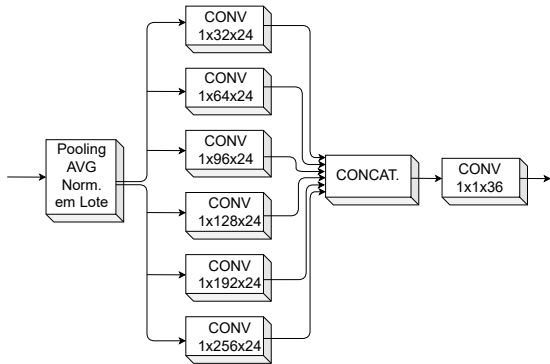 CONV
1x32x24
CONV
1x64x24
CONV
1x96x24
Pooling
AVG
Norm.
em Lote
CONCAT.
CONV
1x1x36
CONV
1x128x24
CONV
1x192x24
CONV
1x256x24